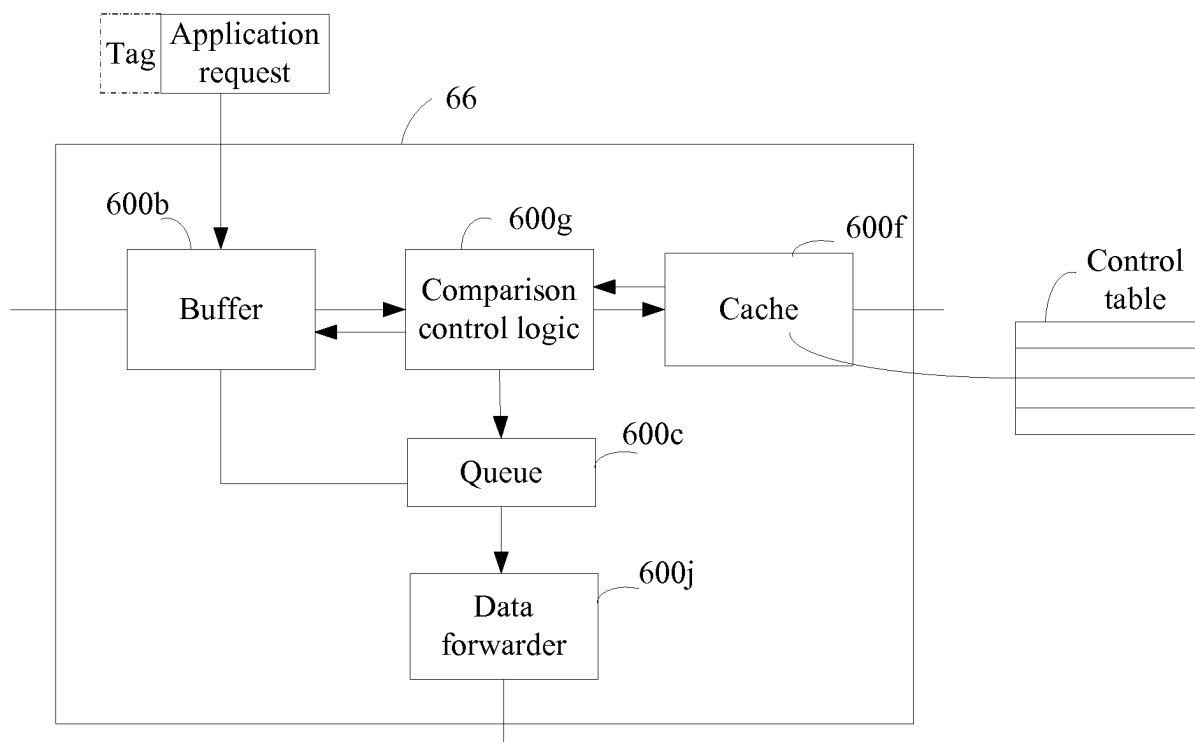 Tag
Application
request
66
600b
600g
600f
Control
table
Buffer
Comparison
control logic
Cache
600c
Queue
600j
Data
forwarder